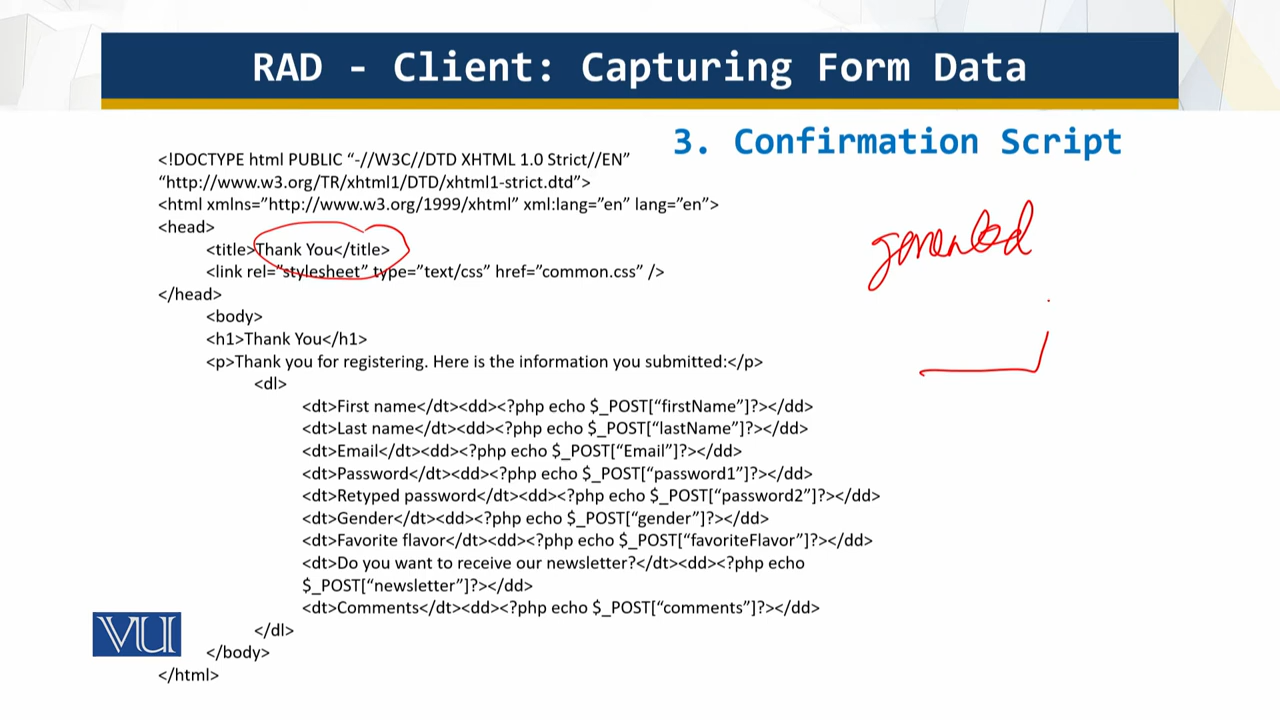 RAD - Client: Capturing Form Data
3. Confirmation Script
<!DOCTYPE html PUBLIC “-//W3C//DTD XHTML 1.0 Strict//EN”
“http://www.w3.org/TR/xhtml1/DTD/xhtml1-strict.dtd”>
<html xmlns=”http://www.w3.org/1999/xhtml” xml:lang=”en” lang=”en”>
<head>
<title>Thank You</title>
<link rel=”stylesheet” type=”text/css” href=”common.css” />
</head>
<body>
<h1>Thank You</h1>
<p>Thank you for registering. Here is the information you submitted:</p>
<dl>
<dt>First name</dt><dd><?php echo $_POST[“firstName”]?></dd>
<dt>Last name</dt><dd><?php echo $_POST[“lastName”]?></dd>
<dt>Email</dt><dd><?php echo $_POST[“Email”]?></dd>
<dt>Password</dt><dd><?php echo $_POST[“password1”]?></dd>
<dt>Retyped password</dt><dd><?php echo $_POST[“password2”]?></dd>
<dt>Gender</dt><dd><?php echo $_POST[“gender”]?></dd>
<dt>Favorite flavor</dt><dd><?php echo $_POST[“favoriteFlavor”]?></dd>
<dt>Do you want to receive our newsletter?</dt><dd><?php echo
$_POST[“newsletter”]?></dd>
<dt>Comments</dt><dd><?php echo $_POST[“comments”]?></dd>
</dl>
</body>
</html>
generated
VU